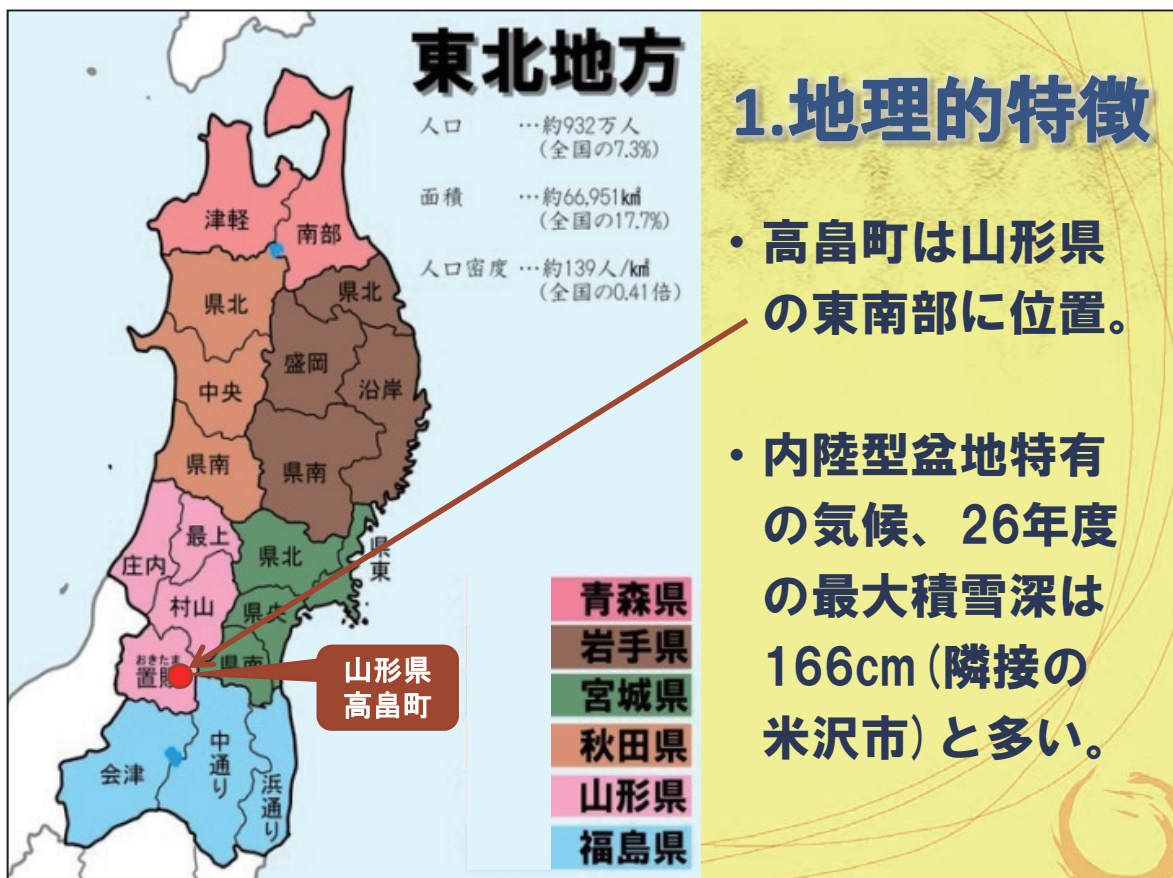 東北地方
人口 …約932万人
(全国の7.3%)
面積 …約66,951㎢
(全国の17.7%)
人口密度 …約139人/㎢
(全国の0.41倍)
津軽
南部
県北
県北
盛岡
中央
沿岸
県南
県南
最上
県北
県東
庄内
村山
県央
おきたま
置賜
県南
山形県
高畠町
中通り
会津
浜通り
青森県
岩手県
宮城県
秋田県
山形県
福島県
1.地理的特徴
・高畠町は山形県
の東南部に位置。
・内陸型盆地特有
の気候、26年度
の最大積雪深は
166cm(隣接の
米沢市)と多い。